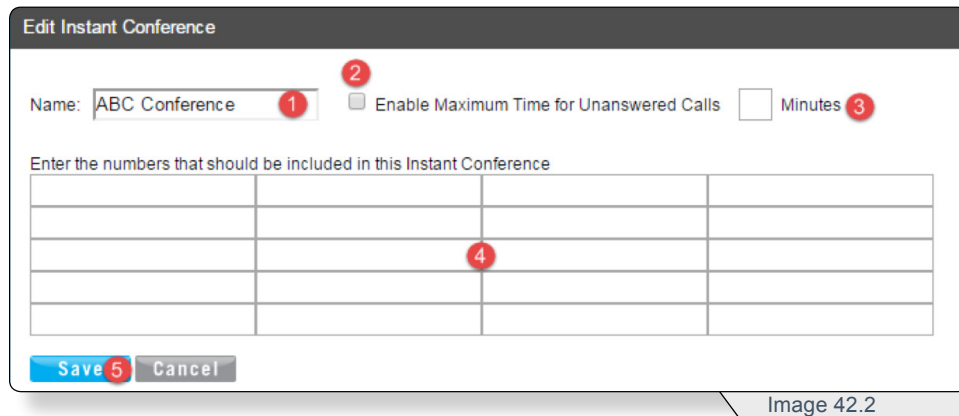 Edit Instant Conference
2
Name: ABC Conference 1 Enable Maximum Time for Unanswered Calls Minutes 3
Enter the numbers that should be included in this Instant Conference
4
Save 5 Cancel
Image 42.2